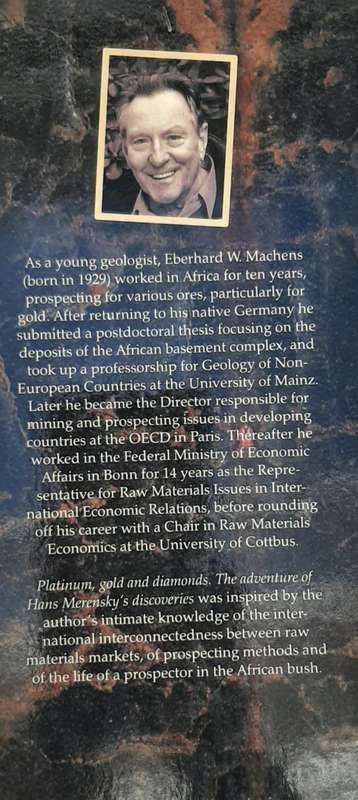 As a young geologist, Eberhard W. Machens
(born in 1929) worked in Africa for ten years,
prospecting for various ores, particularly for
gold. After returning to his native Germany he
submitted a postdoctoral thesis focusing on the
deposits of the African basement complex, and
took up a professorship for Geology of Non-
European Countries at the University of Mainz.
Later he became the Director responsible for
mining and prospecting issues in developing
countries at the OECD in Paris. Thereafter he
worked in the Federal Ministry of Economic
Affairs in Bonn for 14 years as the Repre-
sentative for Raw Materials Issues in Inter-
national Economic Relations, before rounding
off his career with a Chair in Raw Materials
Economics at the University of Cottbus.
Platinum, gold and diamonds. The adventure of
Hans Merensky's discoveries was inspired by the
author's intimate knowledge of the inter-
national interconnectedness between raw
materials markets, of prospecting methods and
of the life of a prospector in the African bush.